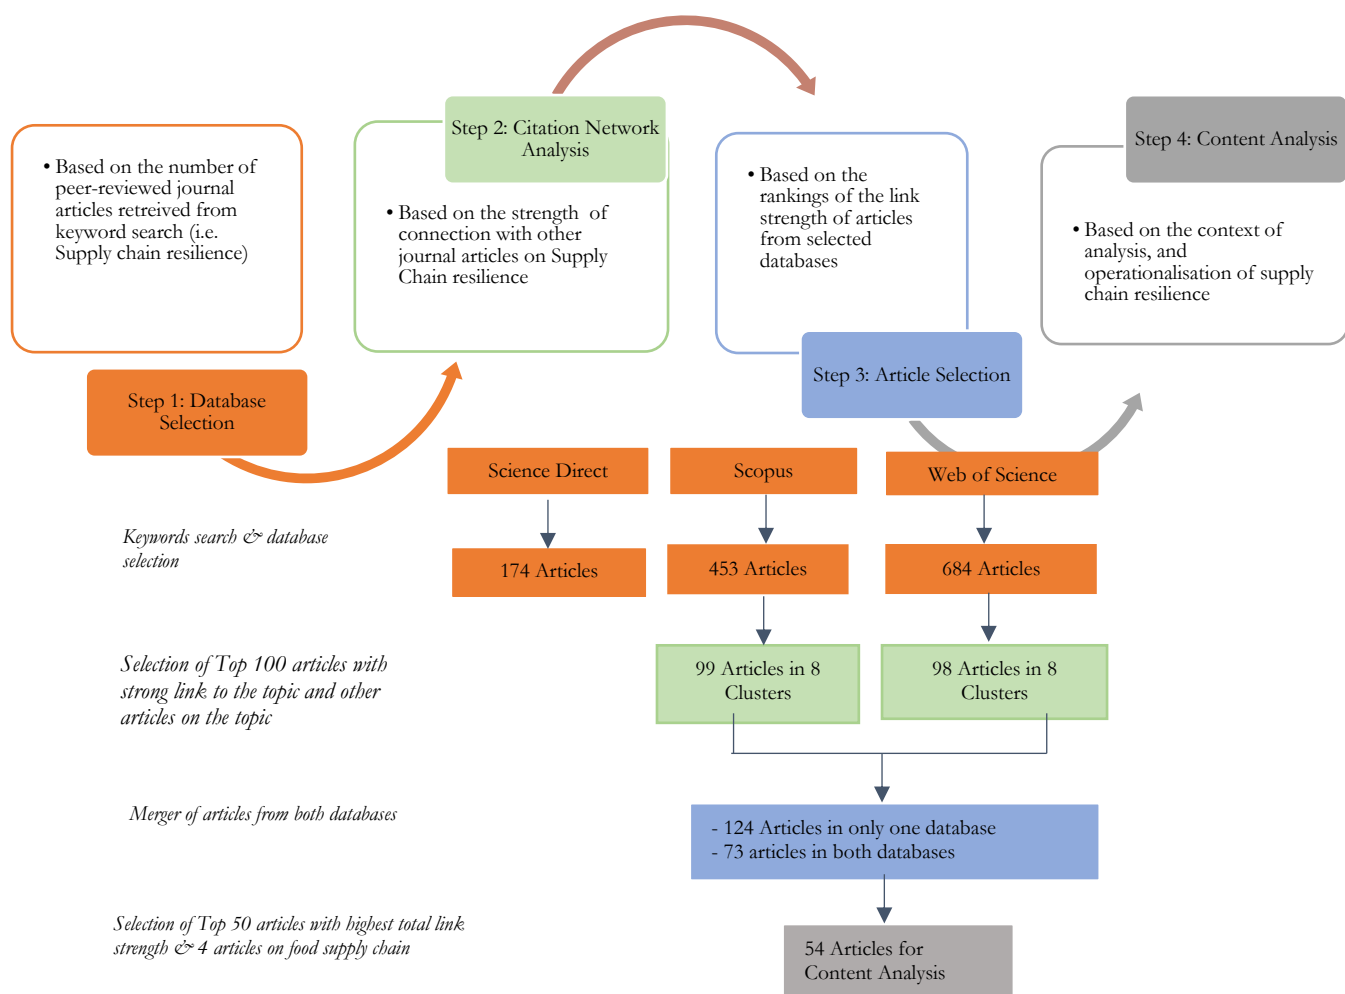 Step 1: Database
Selection
• Based on the number of
peer-reviewed journal
articles retreived from
keyword search (i.e.
Supply chain resilience)
Step 2: Citation Network
Analysis
• Based on the strength of
connection with other
journal articles on Supply
Chain resilience
• Based on the
rankings of the link
strength of articles
from selected
databases
Step 3: Article Selection
Step 4: Content Analysis
• Based on the context of
analysis, and
operationalisation of supply
chain resilience
Keywords search & database
selection
Science Direct
Scopus
Web of Science
174 Articles
453 Articles
684 Articles
Selection of Top 100 articles with
strong link to the topic and other
articles on the topic
99 Articles in 8
Clusters
98 Articles in 8
Clusters
Merger of articles from both databases
- 124 Articles in only one database
- 73 articles in both databases
Selection of Top 50 articles with highest total link
strength & 4 articles on food supply chain
54 Articles for
Content Analysis